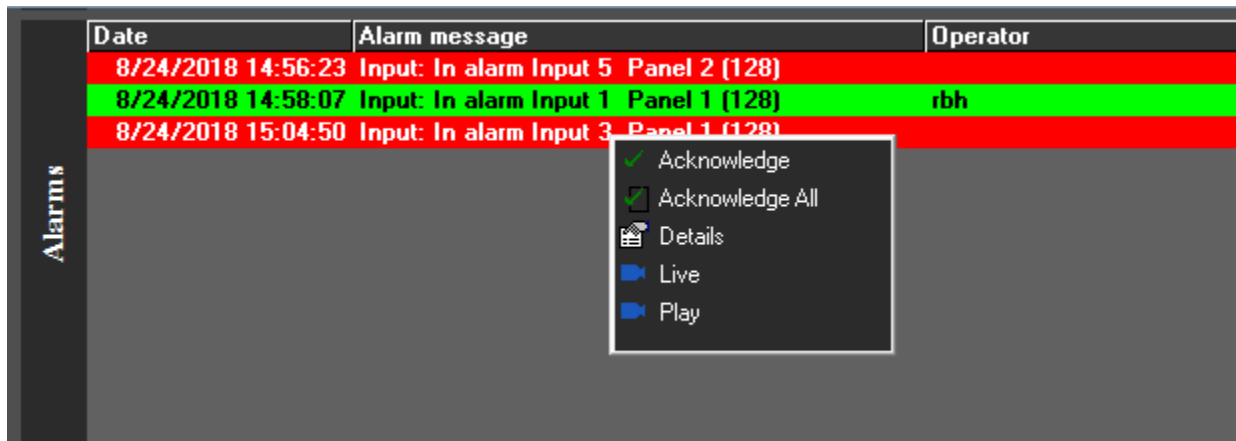 Date Alarm message Operator
8/24/2018 14:56:23 Input: In alarm Input 5 Panel 2 (128)
8/24/2018 14:58:07 Input: In alarm Input 1 Panel 1 (128) rbh
8/24/2018 15:04:50 Input: In alarm Input 3 Panel 1 (128)
Alarms
Acknowledge
Acknowledge All
Details
Live
Play